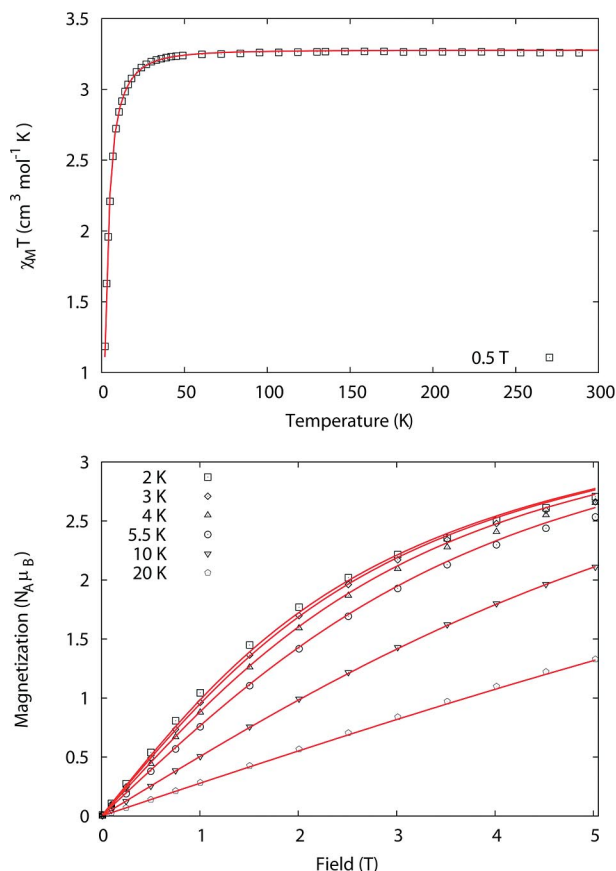 3.5
3
2.5
2
1.5
1
χMT (cm³ mol⁻¹ K)
0.5 T
0 50 100 150 200 250 300
Temperature (K)
3
2.5
2
1.5
1
0.5
0
Magnetization (NAμB)
2 K
3 K
4 K
5.5 K
10 K
20 K
0 1 2 3 4 5
Field (T)